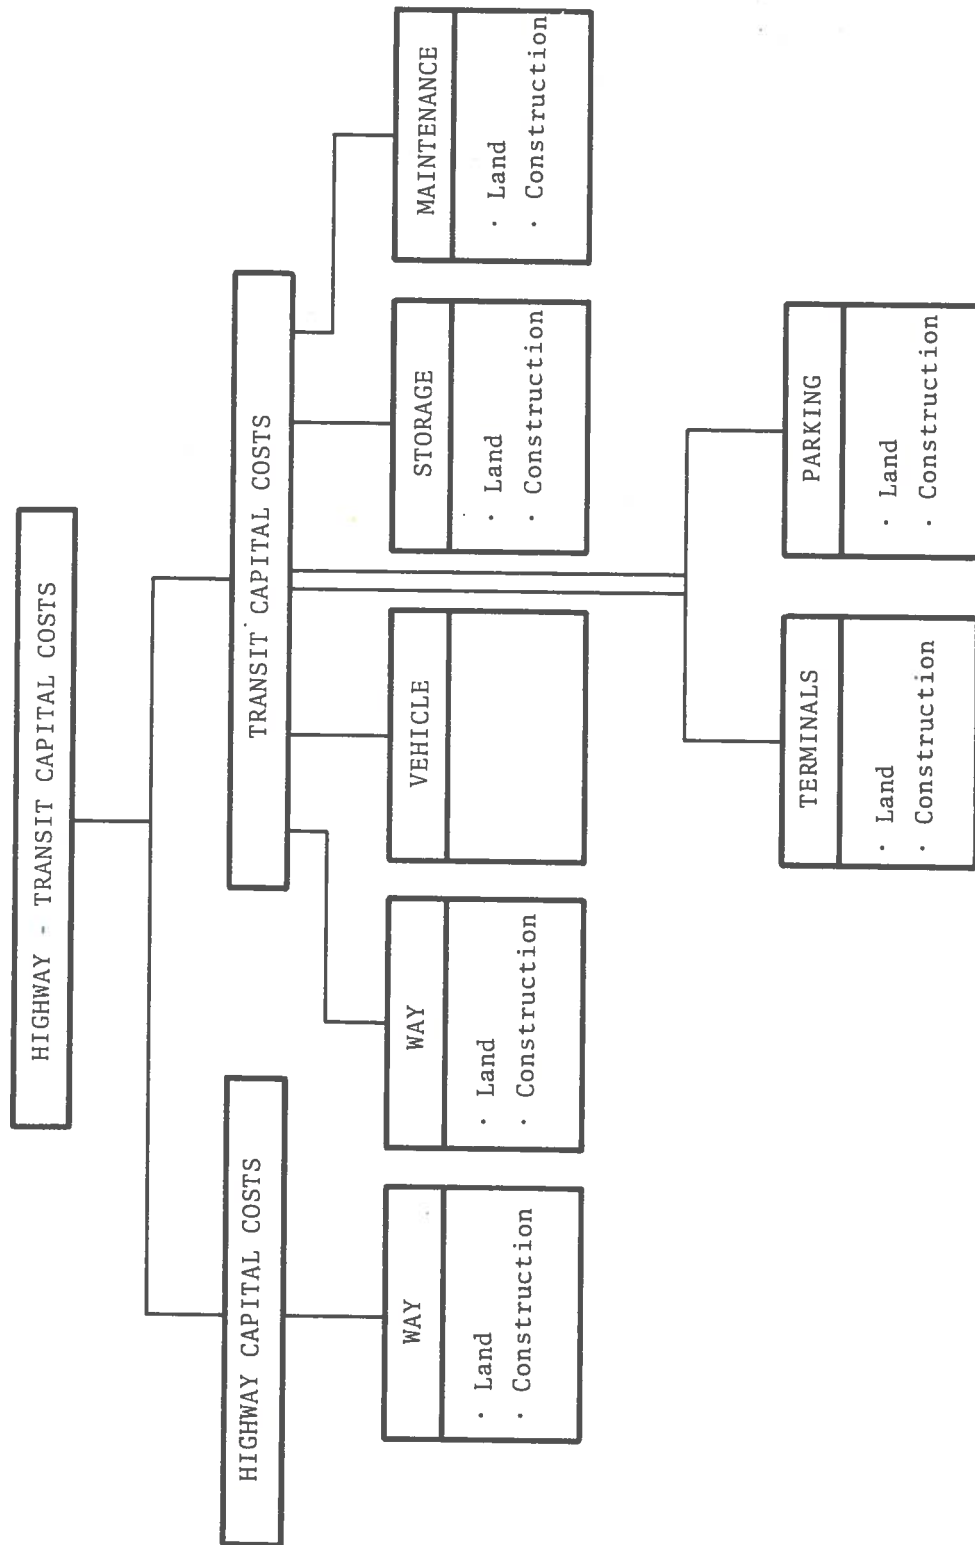 HIGHWAY - TRANSIT CAPITAL COSTS
HIGHWAY CAPITAL COSTS
TRANSIT CAPITAL COSTS
WAY
· Land
· Construction
WAY
· Land
· Construction
VEHICLE
STORAGE
· Land
· Construction
MAINTENANCE
· Land
· Construction
TERMINALS
· Land
· Construction
PARKING
· Land
· Construction